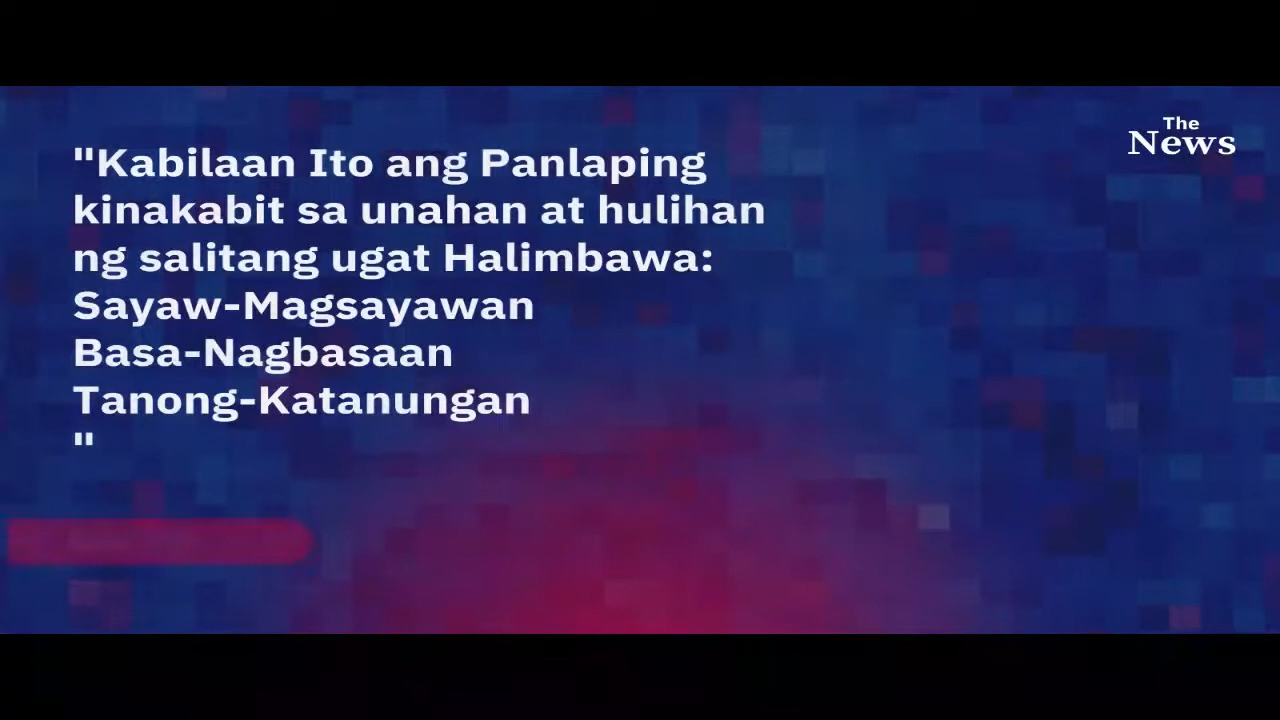 "Kabilaan Ito ang Panlaping
kinakabit sa unahan at hulihan
ng salitang ugat Halimbawa:
Sayaw-Magsayawan
Basa-Nagbasaan
Tanong-Katanungan
"
The
News